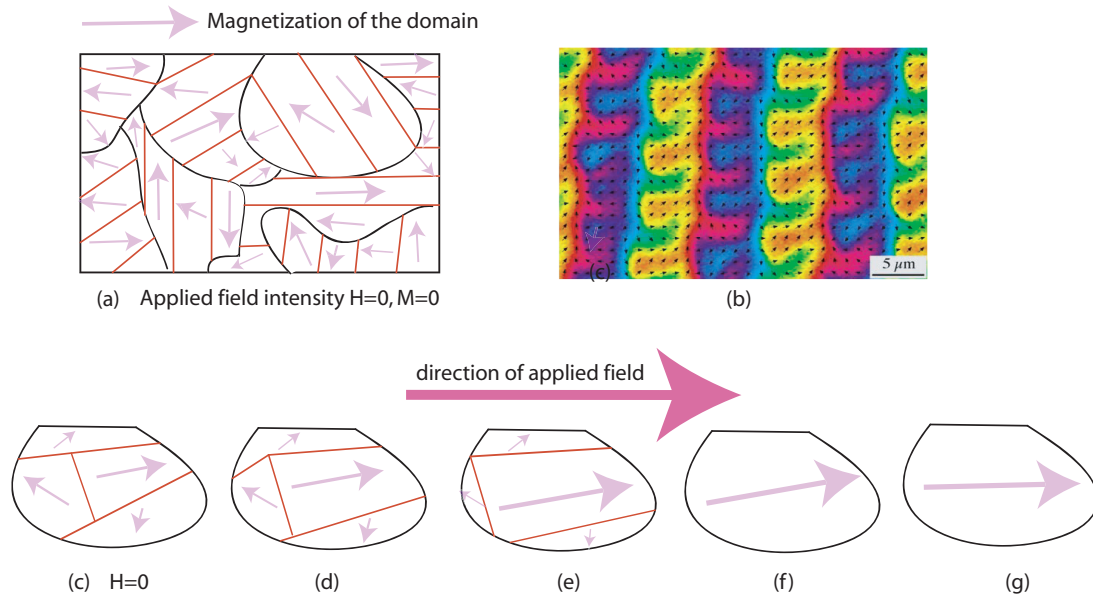 Magnetization of the domain
(a) Applied field intensity H=0, M=0
(c)
5 μm
(b)
direction of applied field
(c) H=0
(d)
(e)
(f)
(g)